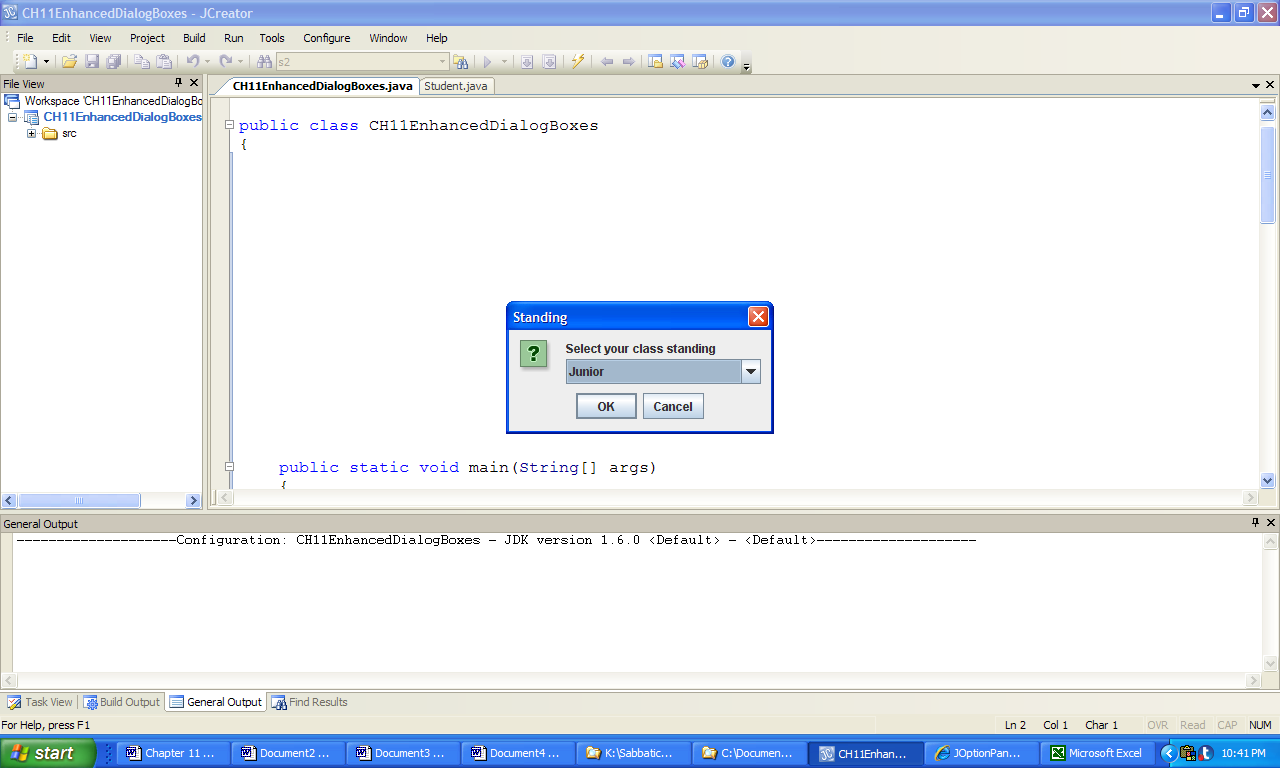 CH11EnhancedDialogBoxes - JCreator
File Edit View Project Build Run Tools Configure Window Help
s2
File View
Workspace 'CH11EnhancedDialogBo
CH11EnhancedDialogBoxes
src
CH11EnhancedDialogBoxes.java Student.java
public class CH11EnhancedDialogBoxes
{
Standing
?
Select your class standing
Junior
OK Cancel
public static void main(String[] args)
{
General Output
--------------------Configuration: CH11EnhancedDialogBoxes - JDK version 1.6.0 <Default> - <Default>--------------------
Task View Build Output General Output Find Results
For Help, press F1
Ln 2 Col 1 Char 1 OVR Read CAP NUM
start Chapter 11 ... Document2 ... Document3 ... Document4 ... K:\Sabbatic... C:\Documen... CH11Enhan... JOptionPan... Microsoft Excel 10:41 PM